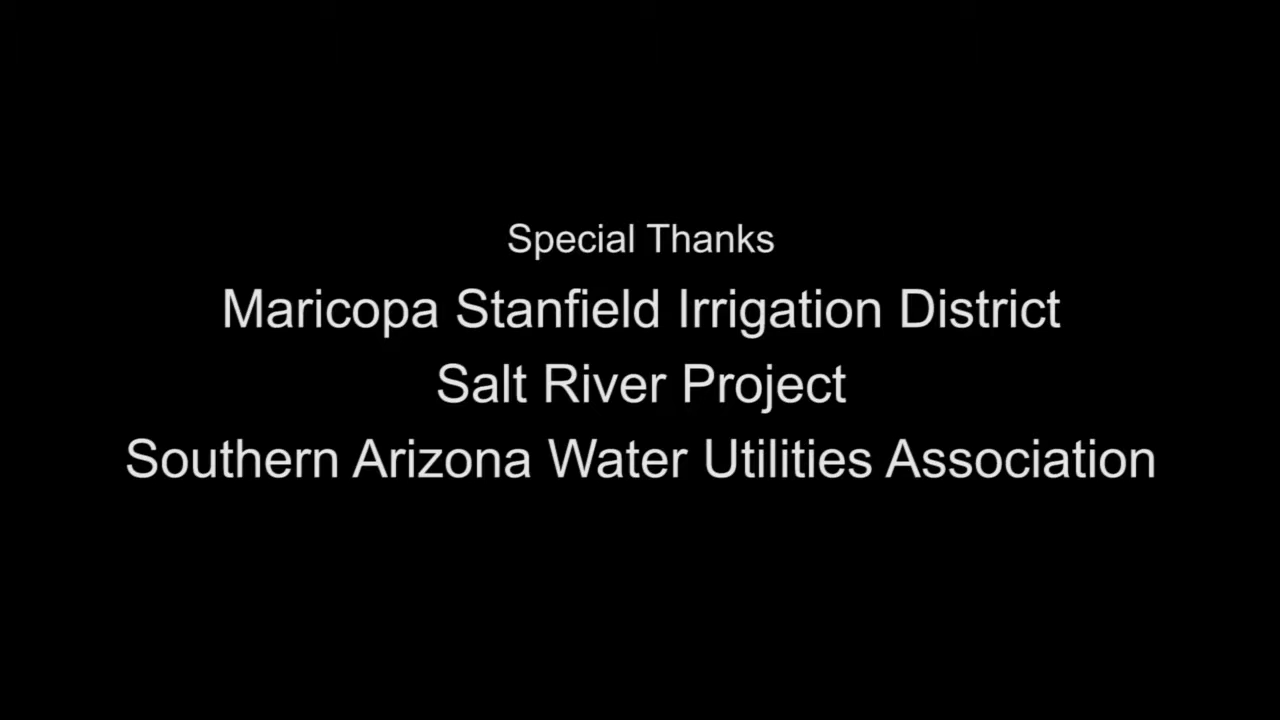 Special Thanks
Maricopa Stanfield Irrigation District
Salt River Project
Southern Arizona Water Utilities Association